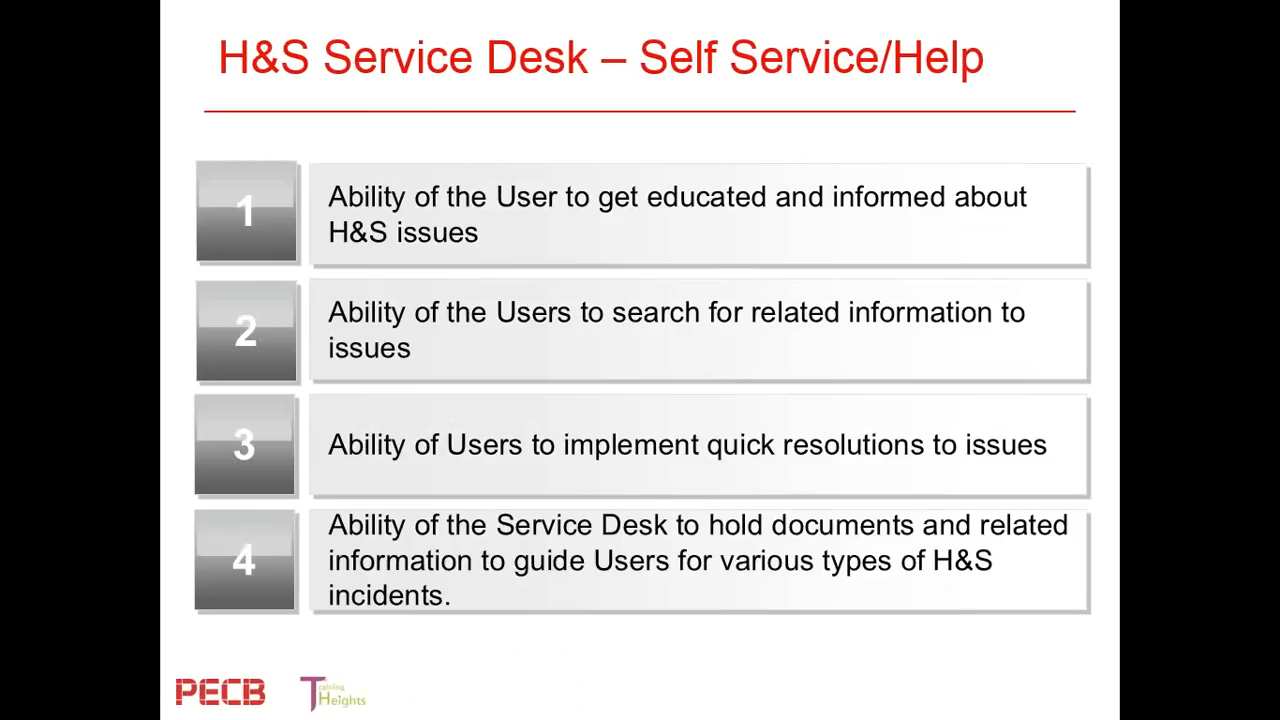 H&S Service Desk – Self Service/Help
1
Ability of the User to get educated and informed about
H&S issues
2
Ability of the Users to search for related information to
issues
3
Ability of Users to implement quick resolutions to issues
4
Ability of the Service Desk to hold documents and related
information to guide Users for various types of H&S
incidents.
PECB
Training
Heights